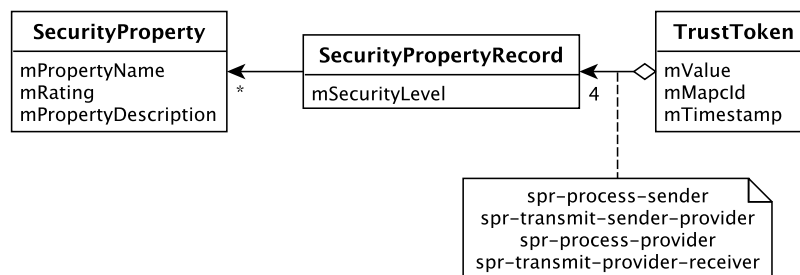 SecurityProperty
mPropertyName
mRating
mPropertyDescription
*
SecurityPropertyRecord
mSecurityLevel
4
TrustToken
mValue
mMapcId
mTimestamp
spr-process-sender
spr-transmit-sender-provider
spr-process-provider
spr-transmit-provider-receiver